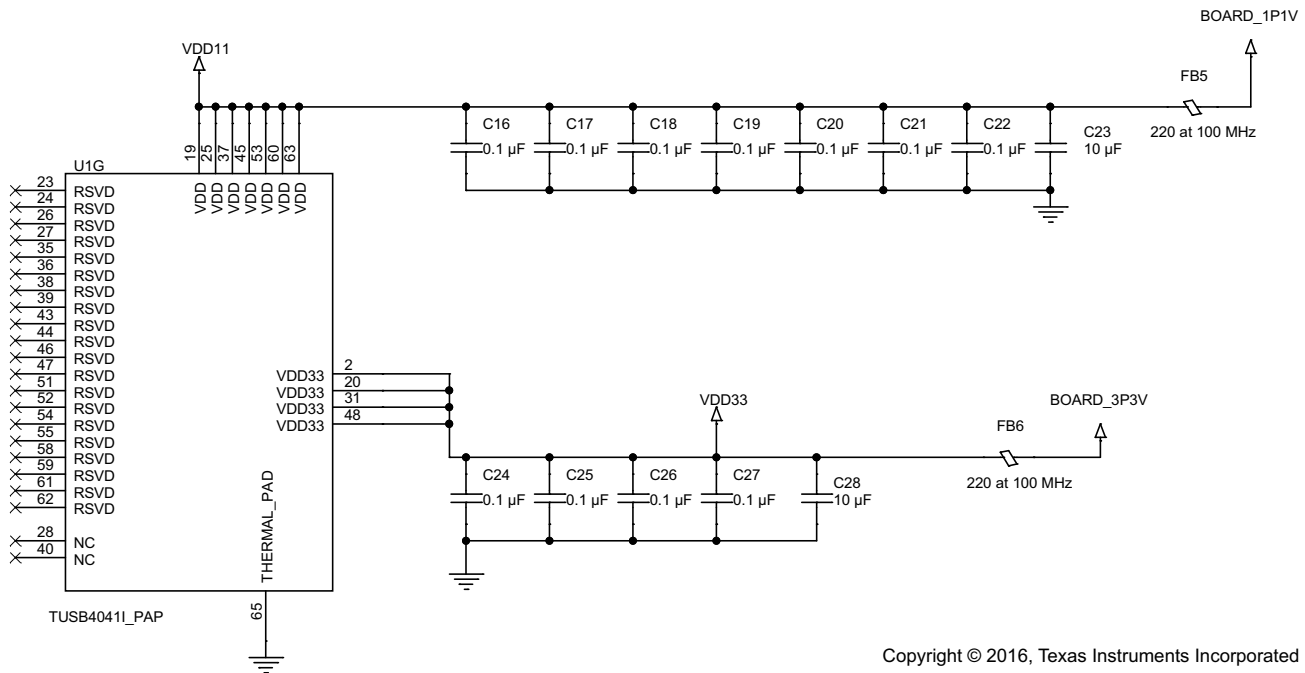 BOARD_1P1V
VDD11
FB5
220 at 100 MHz
C16
0.1 µF
C17
0.1 µF
C18
0.1 µF
C19
0.1 µF
C20
0.1 µF
C21
0.1 µF
C22
0.1 µF
C23
10 µF
19
25
37
45
53
60
63
U1G
VDD
VDD
VDD
VDD
VDD
VDD
VDD
23 RSVD
24 RSVD
26 RSVD
27 RSVD
35 RSVD
36 RSVD
38 RSVD
39 RSVD
43 RSVD
44 RSVD
46 RSVD
47 RSVD
51 RSVD
52 RSVD
54 RSVD
55 RSVD
58 RSVD
59 RSVD
61 RSVD
62 RSVD
28 NC
40 NC
VDD33 2
VDD33 20
VDD33 31
VDD33 48
THERMAL_PAD
65
TUSB4041I_PAP
VDD33
BOARD_3P3V
FB6
220 at 100 MHz
C24
0.1 µF
C25
0.1 µF
C26
0.1 µF
C27
0.1 µF
C28
10 µF
Copyright © 2016, Texas Instruments Incorporated